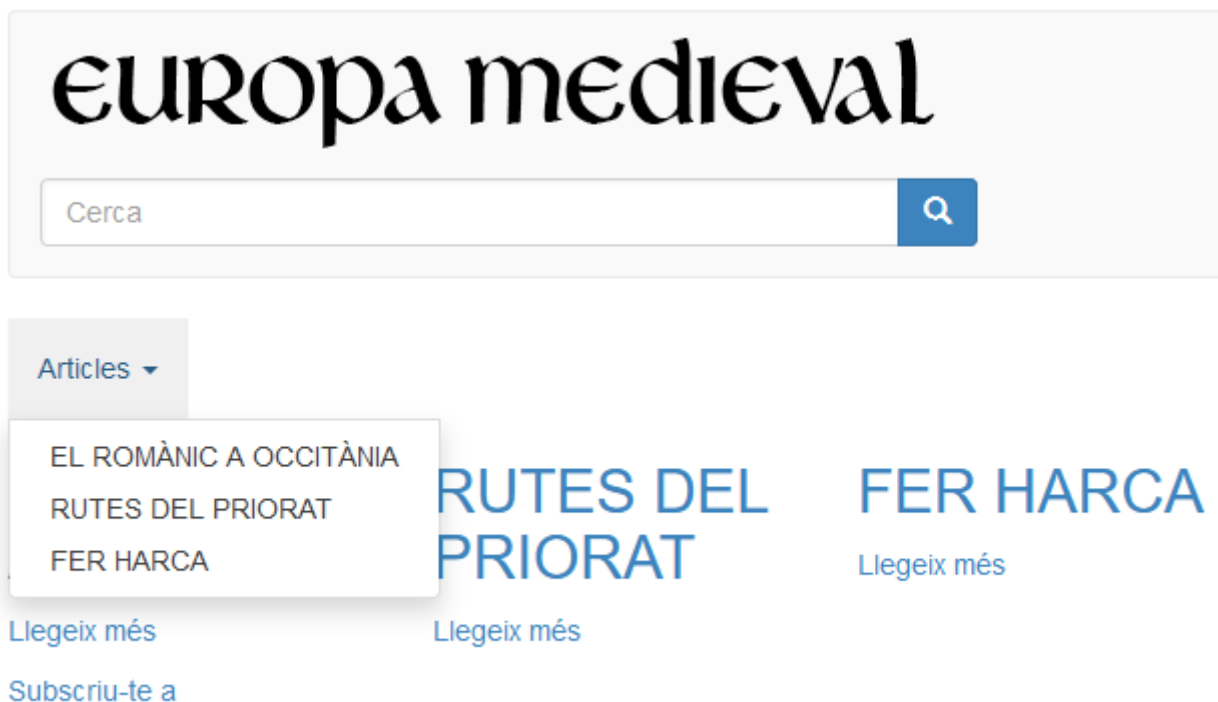 EUROPA MEDIEVAL
Cerca
Articles
EL ROMÀNIC A OCCITÀNIA
RUTES DEL PRIORAT
FER HARCA
RUTES DEL
PRIORAT
Llegeix més
FER HARCA
Llegeix més
Llegeix més
Subscriu-te a